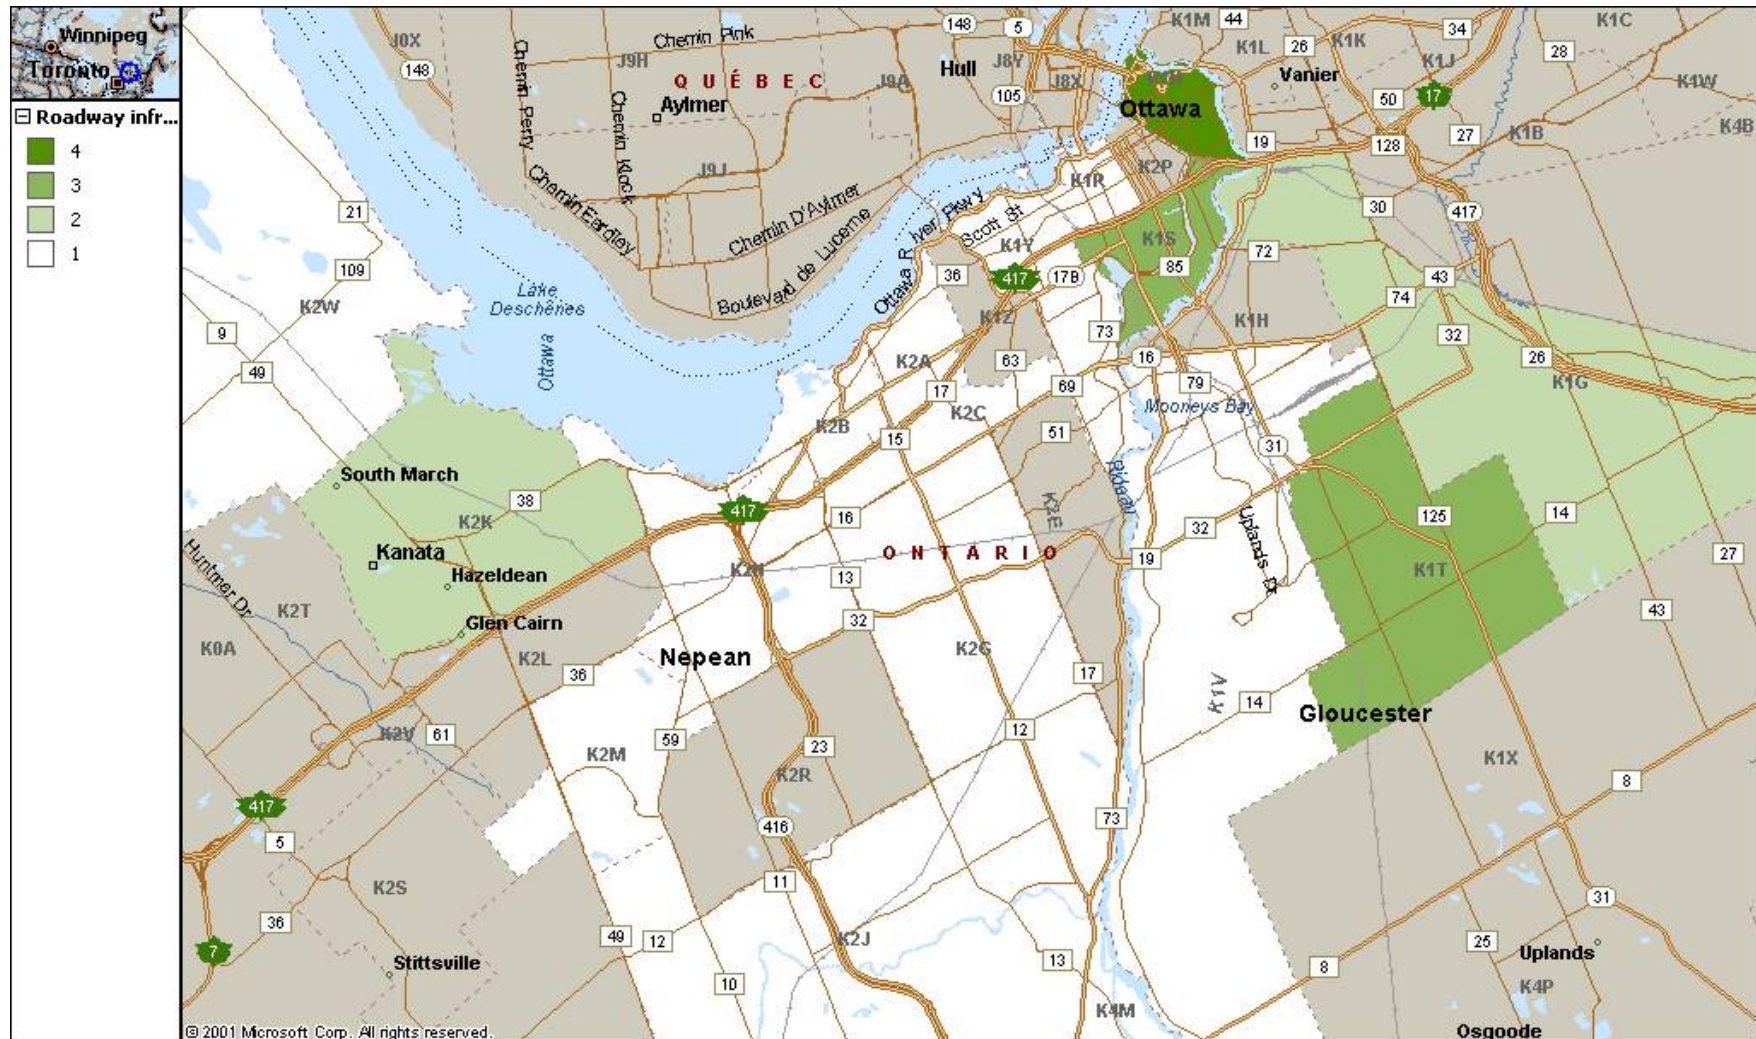 Winnipeg
Toronto
Roadway infr...
4
3
2
1
J0X
148
Chemin Pink
J9H
QUÉBEC
Aylmer
J9A
Hull
148
5
J8Y
J8X
105
K1M
44
K1L
26
K1K
34
K1C
28
K1J
Vanier
K1W
50
17
Ottawa
27
K1B
K4B
128
19
Chemin Perry
Chemin Klock
J9J
Chemin Eardley
Chemin D'Aylmer
Boulevard de Lucerne
K2P
K1R
Ottawa River Pkwy
Scott St
K1Y
K1S
30
417
21
109
K2W
9
49
Lake
Deschênes
Ottawa
36
417
17B
85
72
43
74
K1Z
73
K1H
32
K2A
63
16
26
K1G
17
69
79
K2C
Mooneys Bay
K2B
15
51
31
South March
38
K2K
417
16
K2E
Rideau
32
Uplands Dr
125
14
27
Kanata
Hazeldean
Huntmar Dr
K2H
ONTARIO
19
K1T
13
K2T
Glen Cairn
32
43
K0A
K2L
Nepean
K2G
36
17
K1V
14
Gloucester
K2V
61
59
23
12
K2M
K2R
K1X
8
417
5
416
73
K2S
11
31
36
7
49
12
K2J
25
Uplands
Stittsville
13
8
10
K4P
K4M
Osgoode
© 2001 Microsoft Corp. All rights reserved.